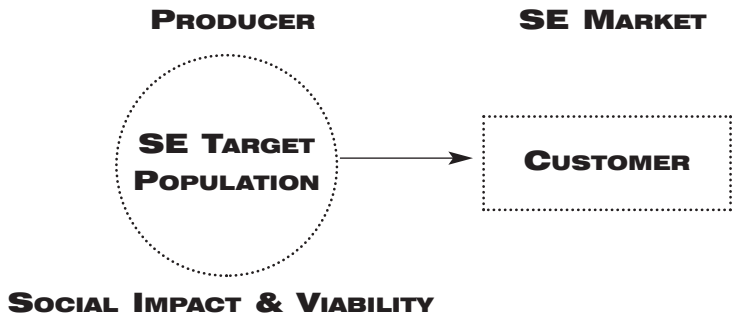 PRODUCER
SE MARKET
SE TARGET
POPULATION
CUSTOMER
SOCIAL IMPACT & VIABILITY